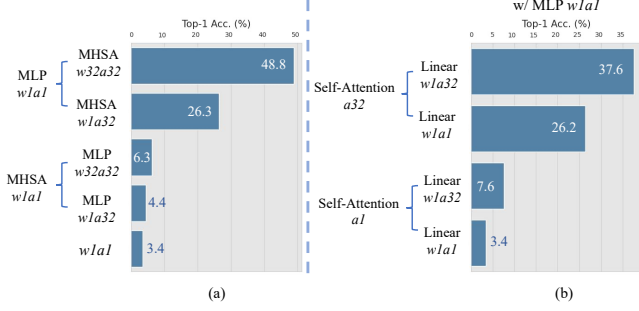 Top-1 Acc. (%)
0 10 20 30 40 50
MLP
w1a1
MHSA
w32a32
48.8
MHSA
w1a32
26.3
MHSA
w1a1
MLP
w32a32
6.3
MLP
w1a32
4.4
w1a1
3.4
(a)
w/ MLP w1a1
Top-1 Acc. (%)
0 5 10 15 20 25 30 35
Self-Attention
a32
Linear
w1a32
37.6
Linear
w1a1
26.2
Self-Attention
a1
Linear
w1a32
7.6
Linear
w1a1
3.4
(b)